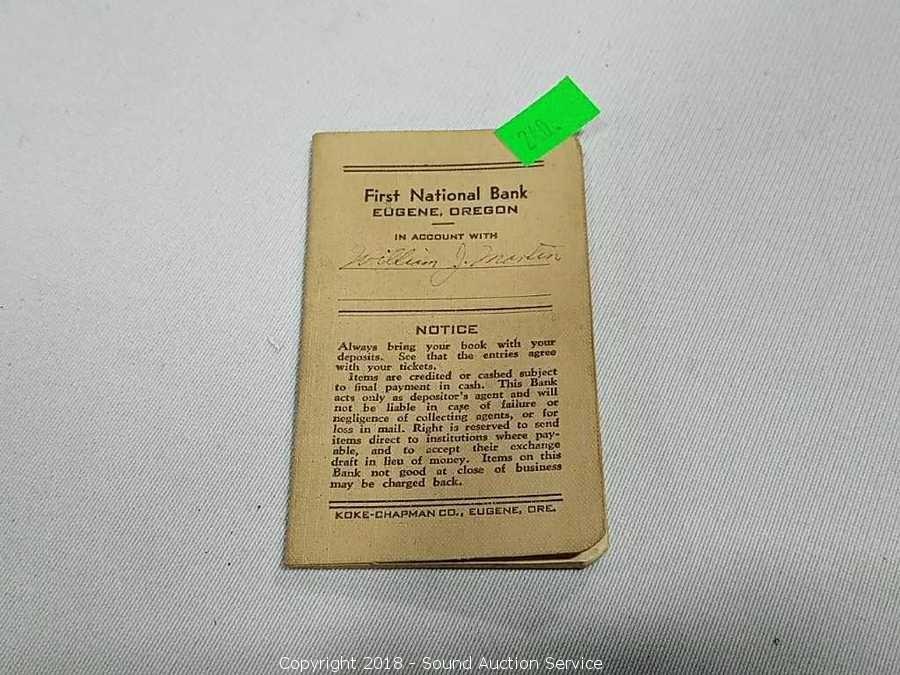 260.
First National Bank
EUGENE, OREGON
IN ACCOUNT WITH
William J. Martin
NOTICE
Always bring your book with your
deposits. See that the entries agree
with your tickets.
Items are credited or cashed subject
to final payment in cash. This Bank
acts only as depositor's agent and will
not be liable in case of failure or
negligence of collecting agents, or for
loss in mail. Right is reserved to send
items direct to institutions where pay-
able, and to accept their exchange
draft in lieu of money. Items on this
Bank not good at close of business
may be charged back.
KOKE-CHAPMAN CO., EUGENE, ORE.
Copyright 2018 - Sound Auction Service